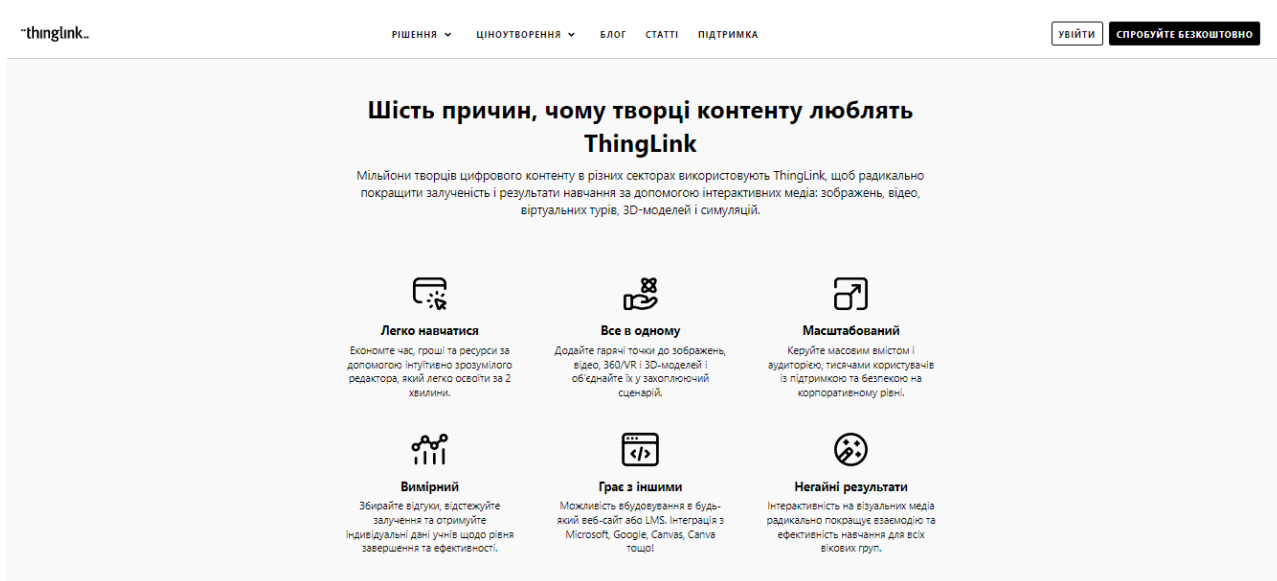 thinglink..
РІШЕННЯ ЦІНОУТВОРЕННЯ БЛОГ СТАТТІ ПІДТРИМКА
УВІЙТИ СПРОБУЙТЕ БЕЗКОШТОВНО
Шість причин, чому творці контенту люблять
ThingLink
Мільйони творців цифрового контенту в різних секторах використовують ThingLink, щоб радикально
покращити залученість і результати навчання за допомогою інтерактивних медіа: зображень, відео,
віртуальних турів, 3D-моделей і симуляцій.
Легко навчатися
Економте час, гроші та ресурси за
допомогою інтуїтивно зрозумілого
редактора, який легко освоїти за 2
хвилини.
Все в одному
Додайте гарячі точки до зображень,
відео, 360/VR і 3D-моделей і
об'єднайте їх у захоплюючий
сценарій.
Масштабований
Керуйте масовим вмістом і
аудиторією, тисячами користувачів
із підтримкою та безпекою на
корпоративному рівні.
Вимірний
Збирайте відгуки, відстежуйте
залучення та отримуйте
індивідуальні дані учнів щодо рівня
завершення та ефективності.
Грає з іншими
Можливість вбудовування в будь-
який веб-сайт або LMS. Інтеграція з
Microsoft, Google, Canvas, Canva
тощо!
Негайні результати
Інтерактивність на візуальних медіа
радикально покращує взаємодію та
ефективність навчання для всіх
вікових груп.